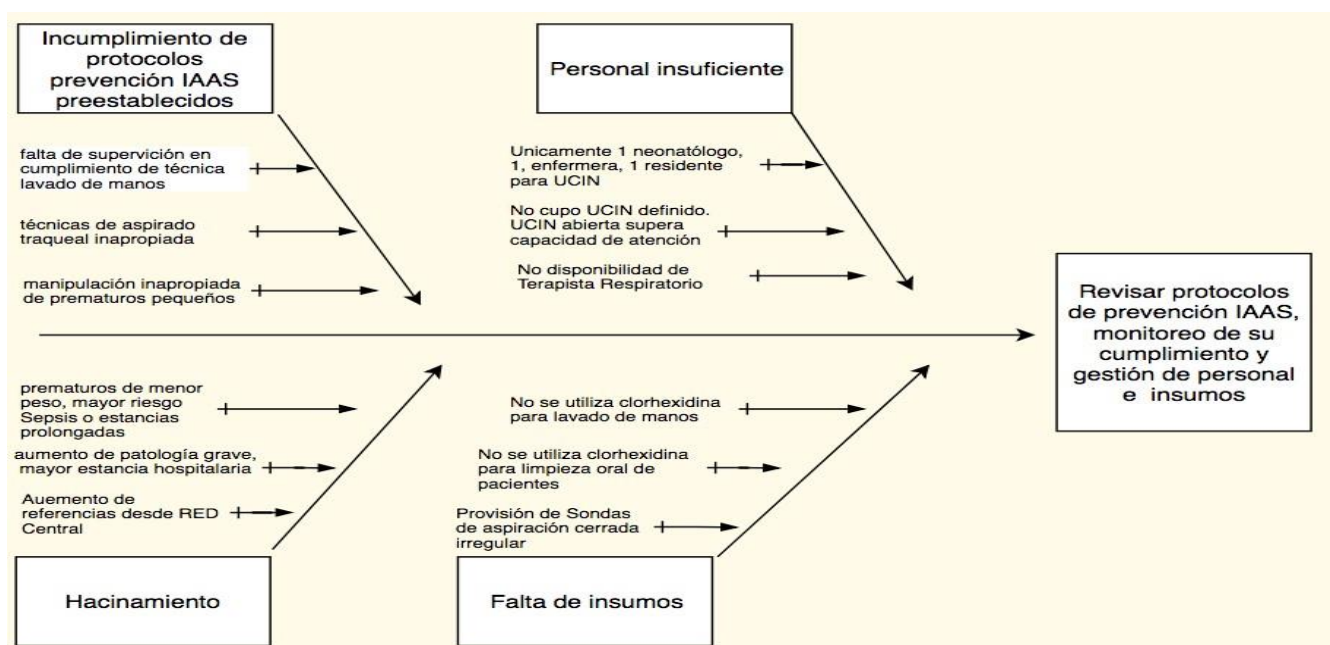 Incumplimiento de
protocolos
prevención IAAS
preestablecidos
falta de supervición en
cumplimiento de técnica
lavado de manos
técnicas de aspirado
traqueal inapropiada
manipulación inapropiada
de prematuros pequeños
Personal insuficiente
Unicamente 1 neonatólogo,
1, enfermera, 1 residente
para UCIN
No cupo UCIN definido.
UCIN abierta supera
capacidad de atención
No disponibilidad de
Terapista Respiratorio
Revisar protocolos
de prevención IAAS,
monitoreo de su
cumplimiento y
gestión de personal
e insumos
prematuros de menor
peso, mayor riesgo
Sepsis o estancias
prolongadas
aumento de patología grave,
mayor estancia hospitalaria
Auemento de
referencias desde RED
Central
Hacinamiento
No se utiliza clorhexidina
para lavado de manos
No se utiliza clorhexidina
para limpieza oral de
pacientes
Provisión de Sondas
de aspiración cerrada
irregular
Falta de insumos